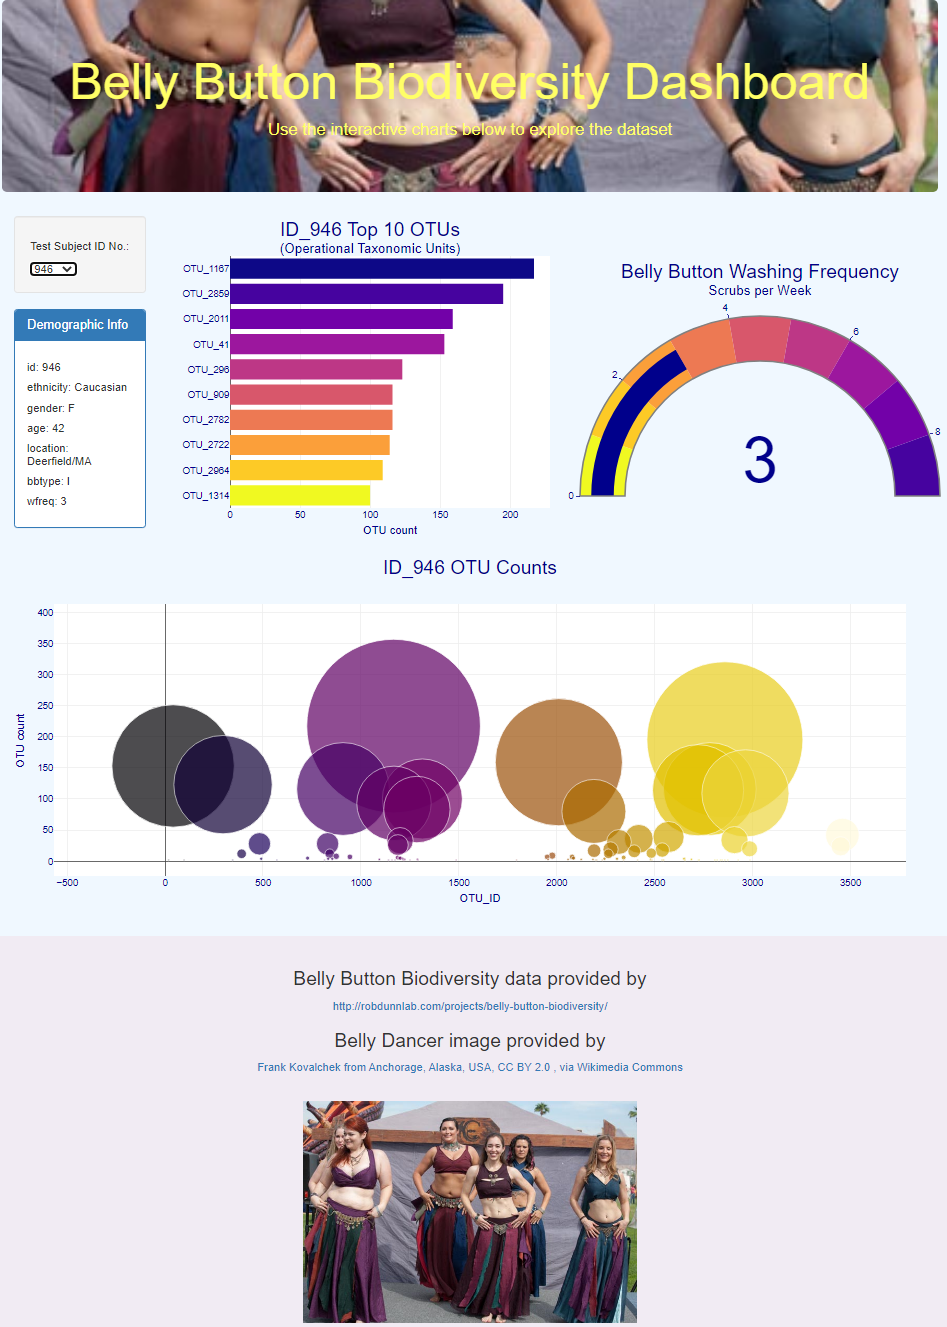 Belly Button Biodiversity Dashboard
Use the interactive charts below to explore the dataset
Test Subject ID No.:
946
Demographic Info
id: 946
ethnicity: Caucasian
gender: F
age: 42
location:
Deerfield/MA
bbtype: I
wfreq: 3
ID_946 Top 10 OTUs
(Operational Taxonomic Units)
OTU_1167
OTU_2859
OTU_2011
OTU_41
OTU_296
OTU_909
OTU_2782
OTU_2722
OTU_2964
OTU_1314
0 50 100 150 200
OTU count
Belly Button Washing Frequency
Scrubs per Week
0
2
4
6
8
3
ID_946 OTU Counts
400
350
300
250
200
150
100
50
0
OTU count
−500 0 500 1000 1500 2000 2500 3000 3500
OTU_ID
Belly Button Biodiversity data provided by
http://robdunnlab.com/projects/belly-button-biodiversity/
Belly Dancer image provided by
Frank Kovalchek from Anchorage, Alaska, USA, CC BY 2.0 , via Wikimedia Commons